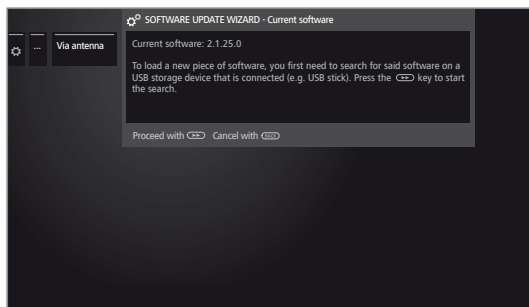 SOFTWARE UPDATE WIZARD - Current software
... Via antenna
Current software: 2.1.25.0
To load a new piece of software, you first need to search for said software on a
USB storage device that is connected (e.g. USB stick). Press the key to start
the search.
Proceed with Cancel with BACK